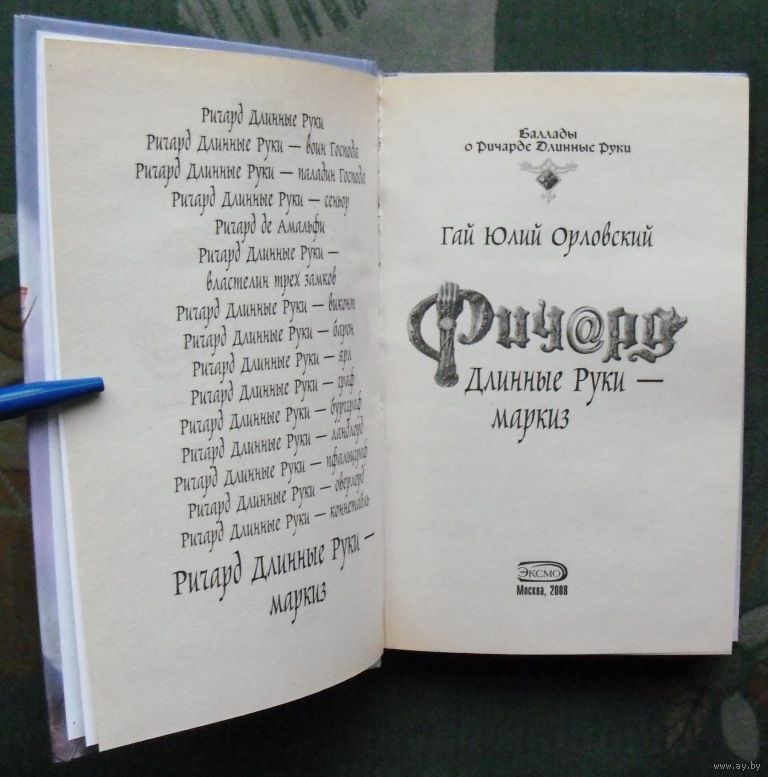 Ричард Длинные Руки
Ричард Длинные Руки — воин Господа
Ричард Длинные Руки — паладин Господа
Ричард Длинные Руки — сеньор
Ричард де Амальфи
Ричард Длинные Руки —
властелин трех замков
Ричард Длинные Руки — виконт
Ричард Длинные Руки — барон
Ричард Длинные Руки — ярл
Ричард Длинные Руки — граф
Ричард Длинные Руки — бургграф
Ричард Длинные Руки — ландлорд
Ричард Длинные Руки — пфальцграф
Ричард Длинные Руки — оверлорд
Ричард Длинные Руки — коннетабль
Ричард Длинные Руки —
маркиз
Баллады
о Ричарде Длинные Руки
Гай Юлий Орловский
Рич@рд
Длинные Руки —
маркиз
ЭКСМО
Москва, 2008
www.ay.by